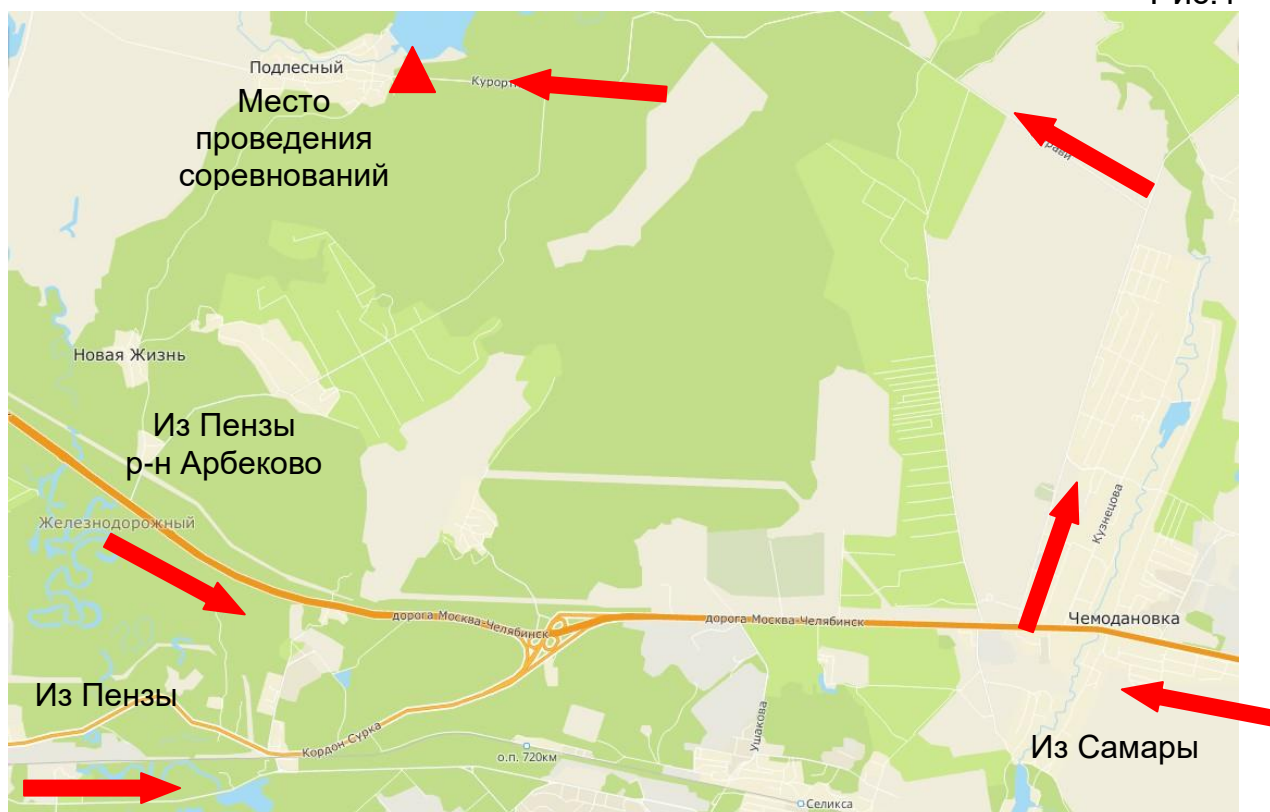 Подлесный
Место
проведения
соревнований
Новая Жизнь
Из Пензы
р-н Арбеково
Железнодорожный
Кузнецова
дорога Москва-Челябинск
дорога Москва-Челябинск
Чемодановка
Из Пензы
Кордон Сурка
Ушакова
о.п. 720км
Из Самары
Селикса